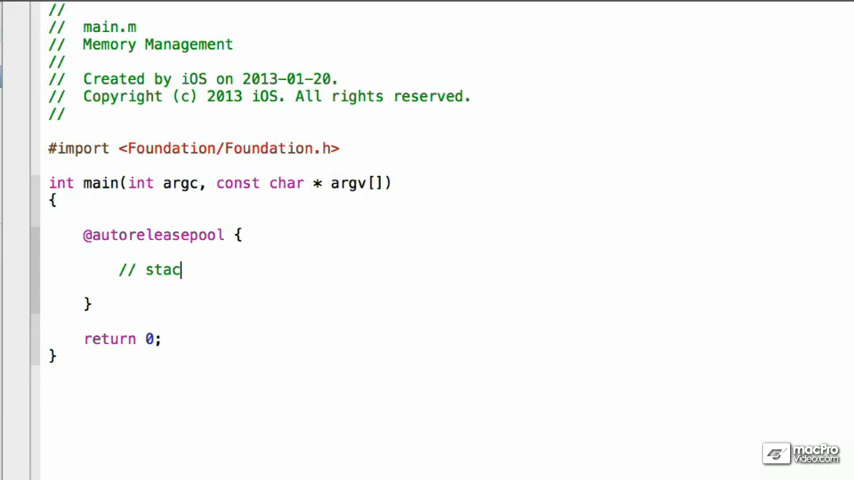 //
// main.m
// Memory Management
//
// Created by iOS on 2013-01-20.
// Copyright (c) 2013 iOS. All rights reserved.
//
#import <Foundation/Foundation.h>
int main(int argc, const char * argv[])
{
@autoreleasepool {
// stac
}
return 0;
}
macPro
Video.com